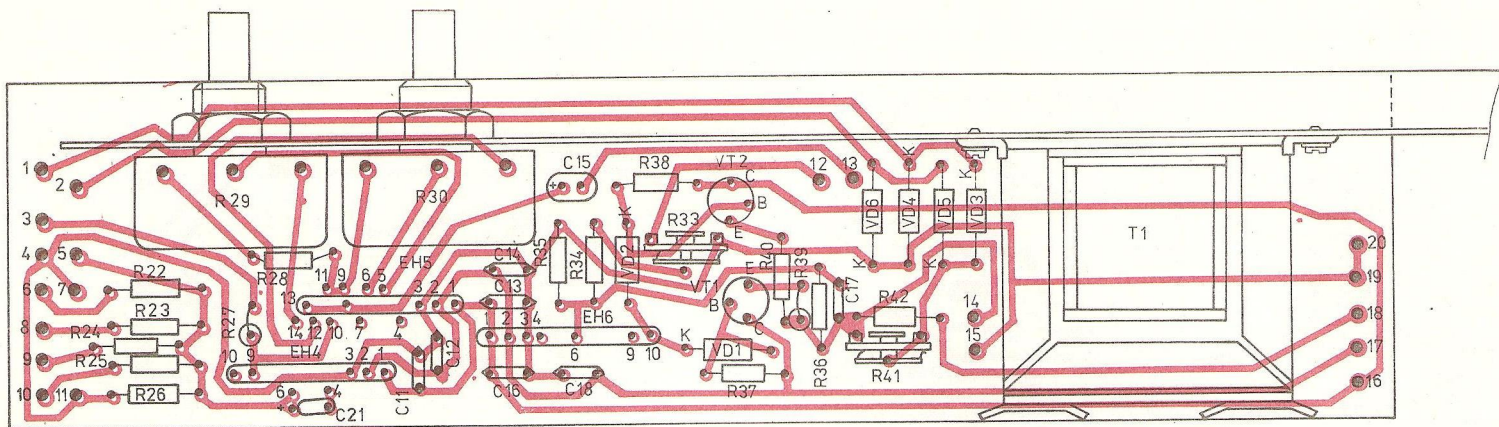 C15
R38
VT2
12
13
K
1
2
R29
R30
+
C
B
E
K
VD6
VD4
VD5
VD3
3
K
R33
T1
4
5
R28
11
9
6
5
EH5
C14
R35
R34
VD2
R40
R39
K
K
20
19
6
7
R22
13
3
2
1
C13
VT1
E
B
C
C17
R42
14
18
8
R23
R24
R27
14
12
10
7
4
1
2
3
4
EH6
6
9
10
K
VD1
15
17
9
R25
10
9
EH4
3
2
1
C12
R36
R41
10
11
R26
6
4
+
C21
C11
C16
C18
R37
16